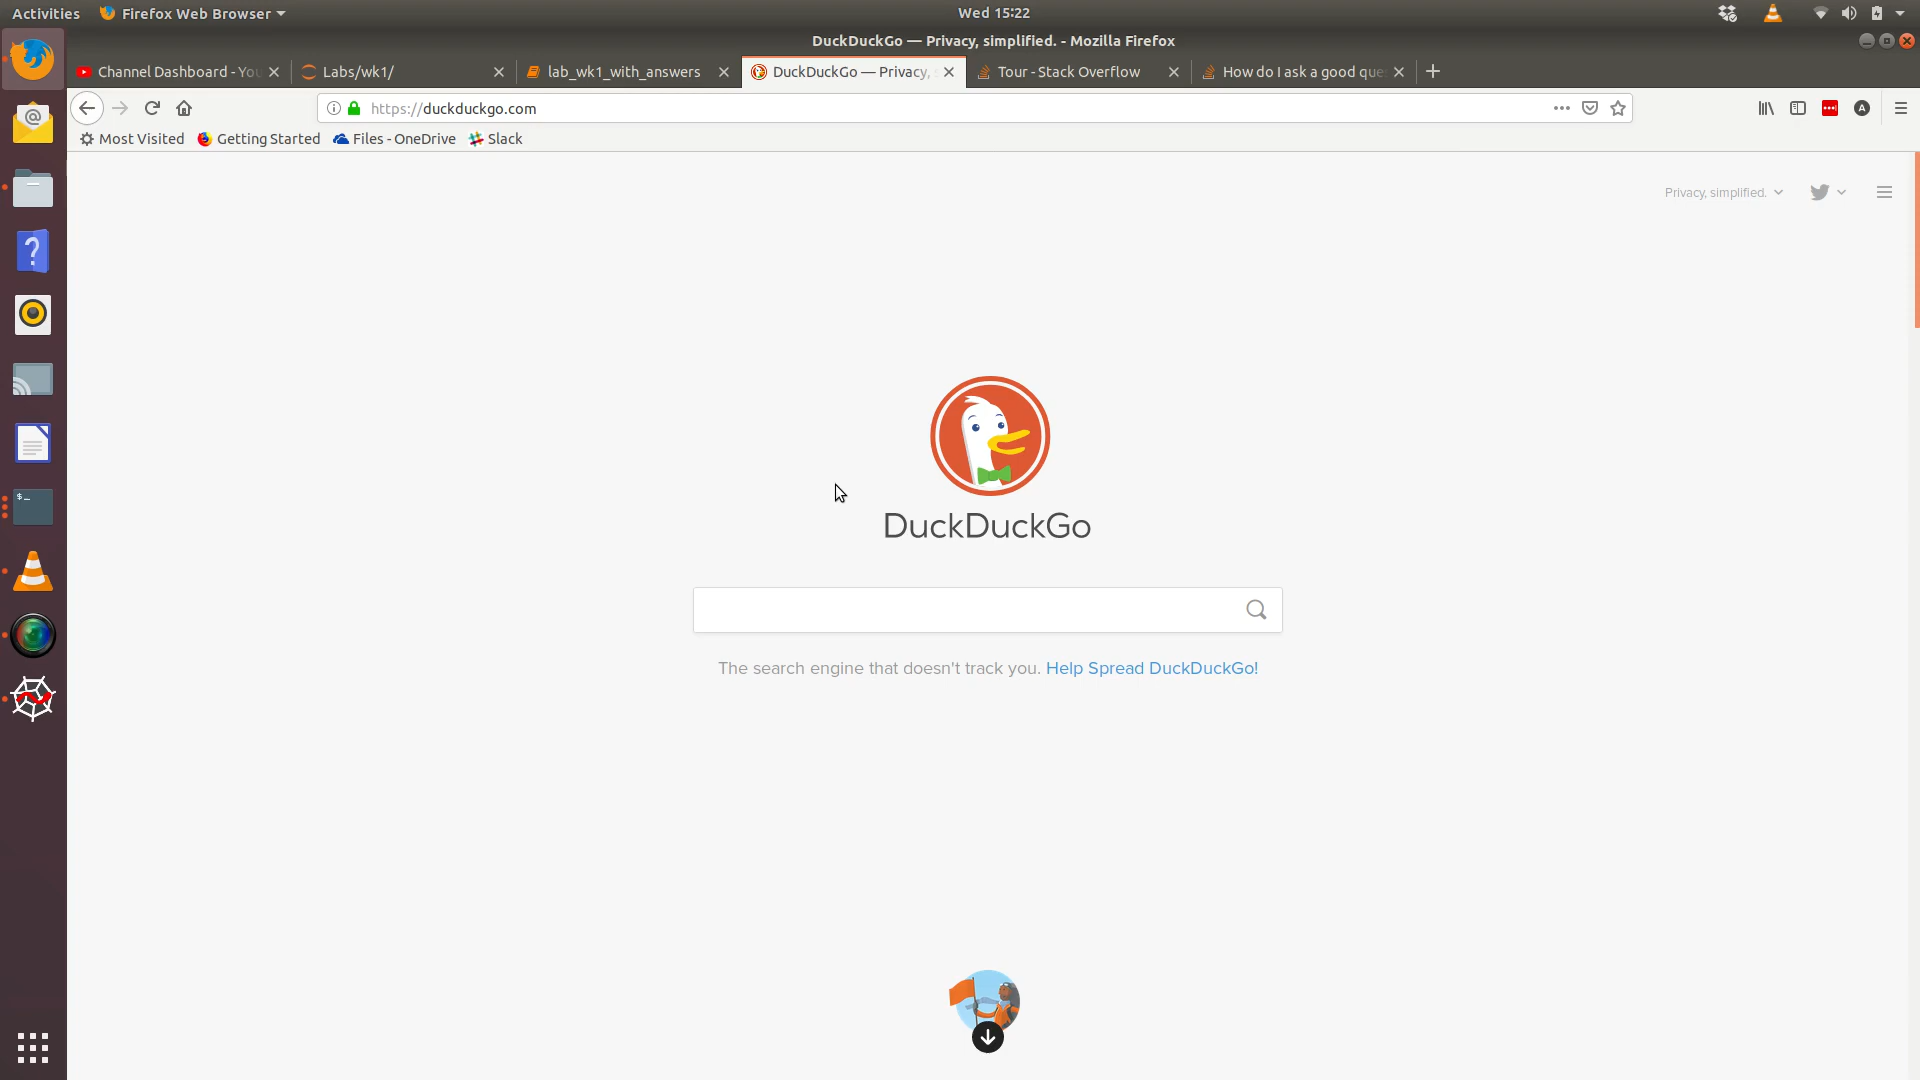 Activities Firefox Web Browser Wed 15:22
DuckDuckGo — Privacy, simplified. - Mozilla Firefox
Channel Dashboard - You Labs/wk1/ lab_wk1_with_answers DuckDuckGo — Privacy, s Tour - Stack Overflow How do I ask a good que
https://duckduckgo.com
Most Visited Getting Started Files - OneDrive Slack
Privacy, simplified.
DuckDuckGo
The search engine that doesn't track you. Help Spread DuckDuckGo!